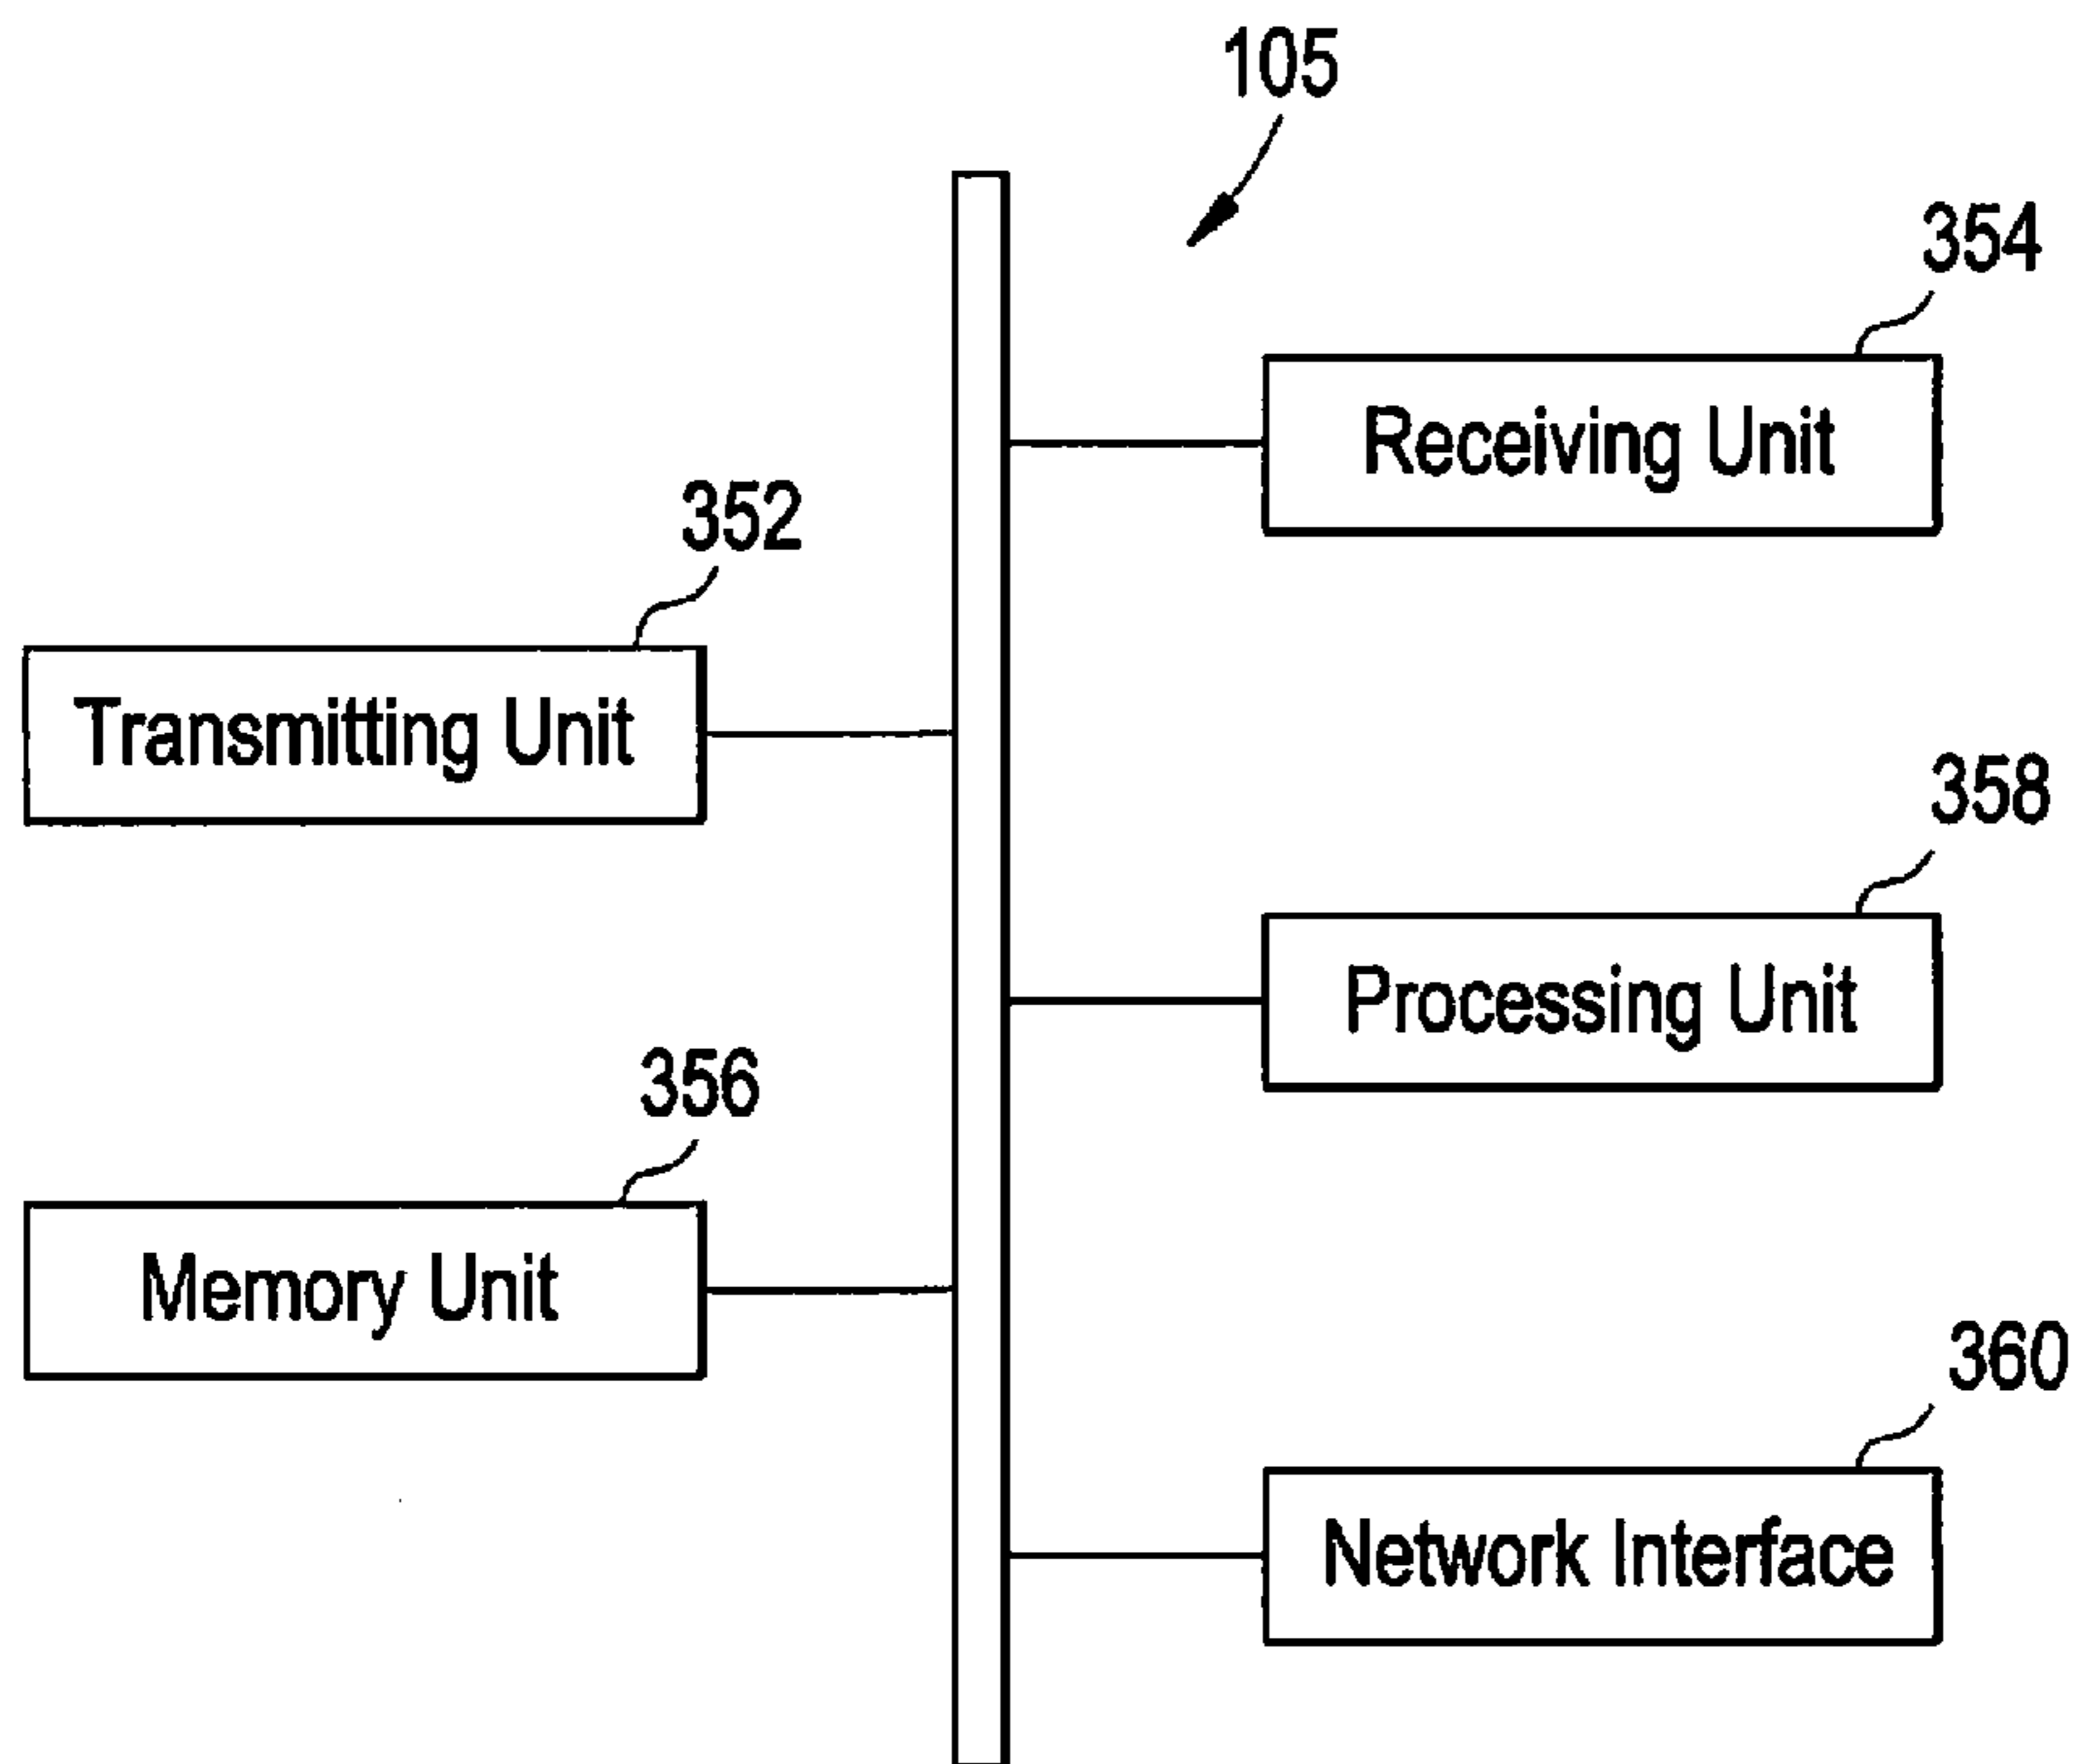 105
354
Receiving Unit
352
Transmitting Unit
358
Processing Unit
356
Memory Unit
360
Network Interface